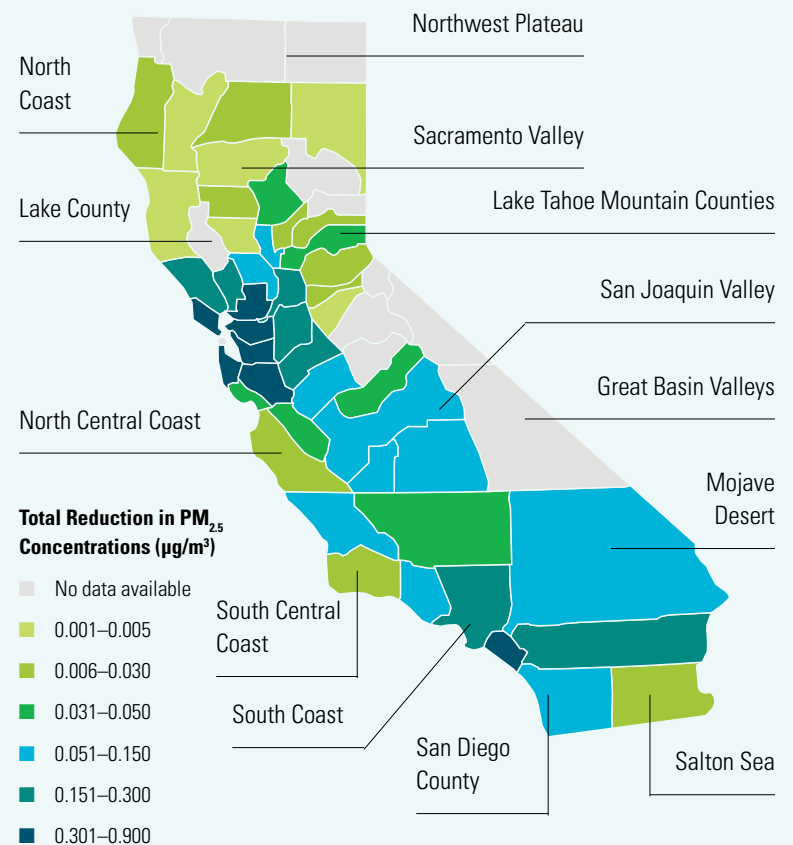 Northwest Plateau
North
Coast
Sacramento Valley
Lake County
Lake Tahoe Mountain Counties
San Joaquin Valley
Great Basin Valleys
North Central Coast
Mojave
Desert
Total Reduction in PM2.5
Concentrations (µg/m³)
No data available
0.001–0.005
0.006–0.030
0.031–0.050
0.051–0.150
0.151–0.300
0.301–0.900
South Central
Coast
South Coast
San Diego
County
Salton Sea